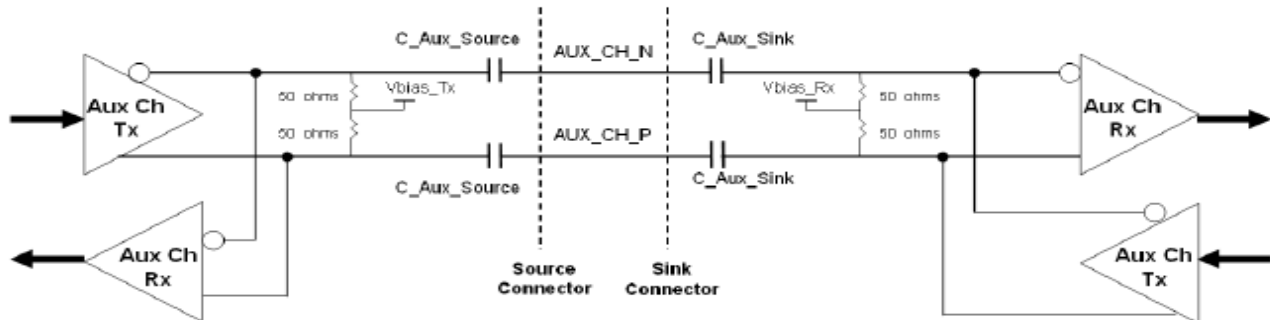 C_Aux_Source
AUX_CH_N
C_Aux_Sink
Aux Ch
Tx
50 ohms
Vbias_Tx
50 ohms
Vbias_Rx
50 ohms
50 ohms
Aux Ch
Rx
AUX_CH_P
C_Aux_Source
C_Aux_Sink
Aux Ch
Rx
Source
Connector
Sink
Connector
Aux Ch
Tx